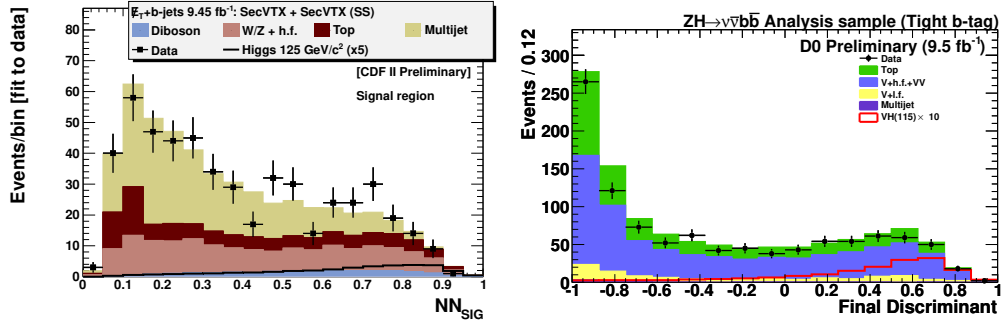 E̸T+b-jets 9.45 fb⁻¹: SecVTX + SecVTX (SS)
Diboson W/Z + h.f. Top Multijet
Data Higgs 125 GeV/c² (x5)
[CDF II Preliminary]
Signal region
Events/bin [fit to data]
80
70
60
50
40
30
20
10
0
0 0.1 0.2 0.3 0.4 0.5 0.6 0.7 0.8 0.9 1
NN_SIG
ZH→νν̅bb̅ Analysis sample (Tight b-tag)
D0 Preliminary (9.5 fb⁻¹)
Data
Top
V+h.f.+VV
V+l.f.
Multijet
VH(115)× 10
Events / 0.12
300
250
200
150
100
50
0
-1 -0.8 -0.6 -0.4 -0.2 0 0.2 0.4 0.6 0.8 1
Final Discriminant